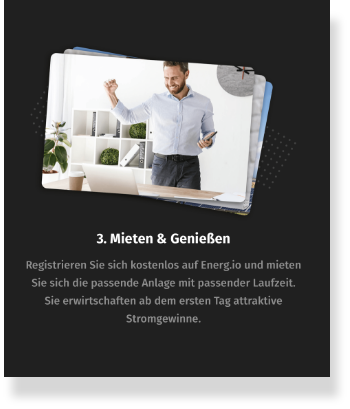 3. Mieten & Genießen
Registrieren Sie sich kostenlos auf Energ.io und mieten
Sie sich die passende Anlage mit passender Laufzeit.
Sie erwirtschaften ab dem ersten Tag attraktive
Stromgewinne.